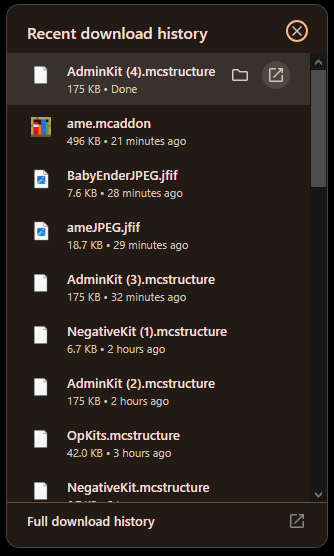 Recent download history
AdminKit (4).mcstructure
175 KB • Done
ame.mcaddon
496 KB • 21 minutes ago
BabyEnderJPEG.jfif
7.6 KB • 28 minutes ago
ameJPEG.jfif
18.7 KB • 29 minutes ago
AdminKit (3).mcstructure
175 KB • 32 minutes ago
NegativeKit (1).mcstructure
6.7 KB • 2 hours ago
AdminKit (2).mcstructure
175 KB • 2 hours ago
OpKits.mcstructure
42.0 KB • 3 hours ago
NegativeKit.mcstructure
Full download history